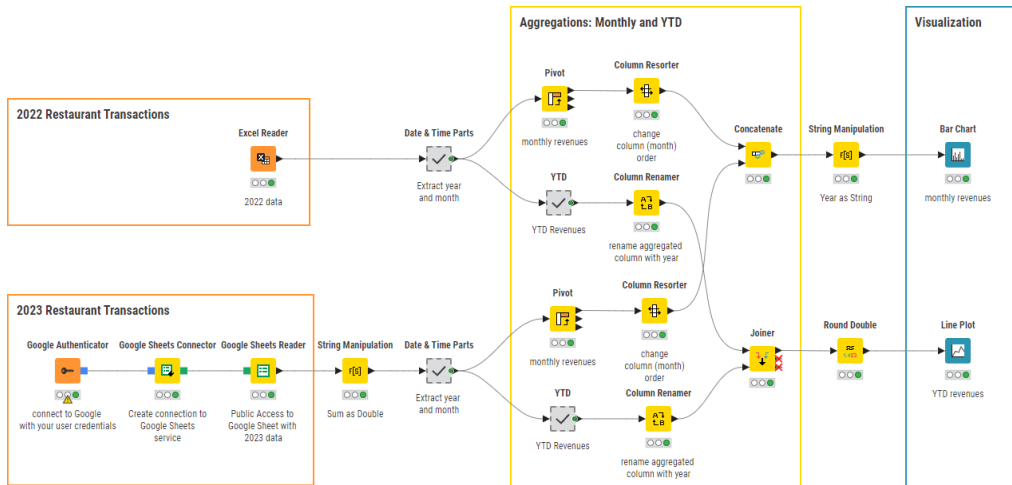 Aggregations: Monthly and YTD
Visualization
Pivot
monthly revenues
Column Resorter
change
column (month)
order
2022 Restaurant Transactions
Excel Reader
2022 data
Date & Time Parts
Extract year
and month
YTD
YTD Revenues
Column Renamer
rename aggregated
column with year
Concatenate
String Manipulation
Year as String
Bar Chart
monthly revenues
2023 Restaurant Transactions
Google Authenticator
connect to Google
with your user credentials
Google Sheets Connector
Create connection to
Google Sheets
service
Google Sheets Reader
Public Access to
Google Sheet with
2023 data
String Manipulation
Sum as Double
Date & Time Parts
Extract year
and month
Pivot
monthly revenues
Column Resorter
change
column (month)
order
YTD
YTD Revenues
Column Renamer
rename aggregated
column with year
Joiner
Round Double
Line Plot
YTD revenues